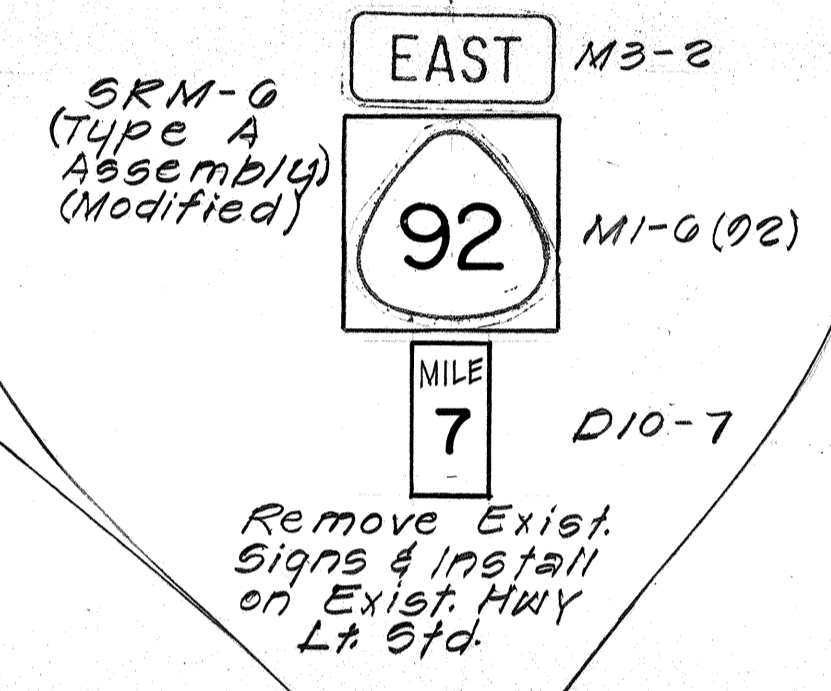 EAST
M3-2
SRM-6
(Type A
Assembly)
(Modified)
92
M1-6(92)
MILE
7
D10-7
Remove Exist.
Signs & Install
on Exist. HWY
Lt. Std.